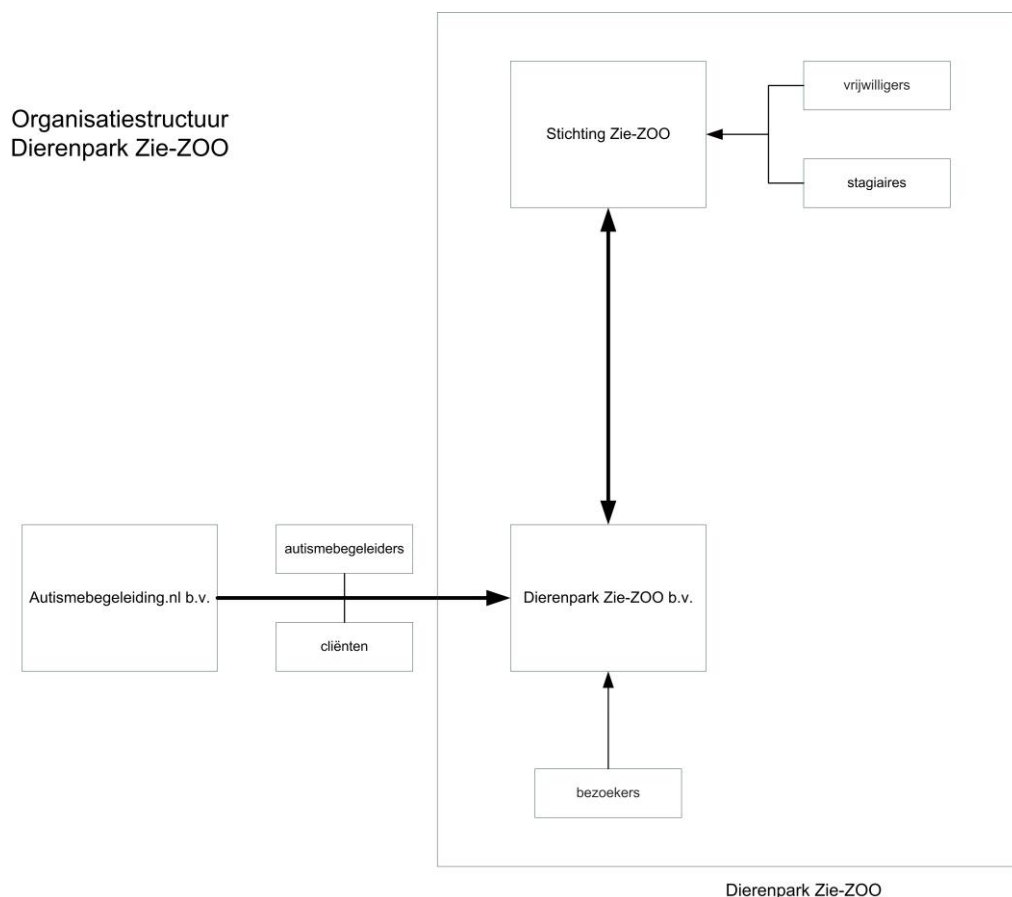 Organisatiestructuur
Dierenpark Zie-ZOO
Stichting Zie-ZOO
vrijwilligers
stagiaires
Autismebegeleiding.nl b.v.
autismebegeleiders
cliënten
Dierenpark Zie-ZOO b.v.
bezoekers
Dierenpark Zie-ZOO